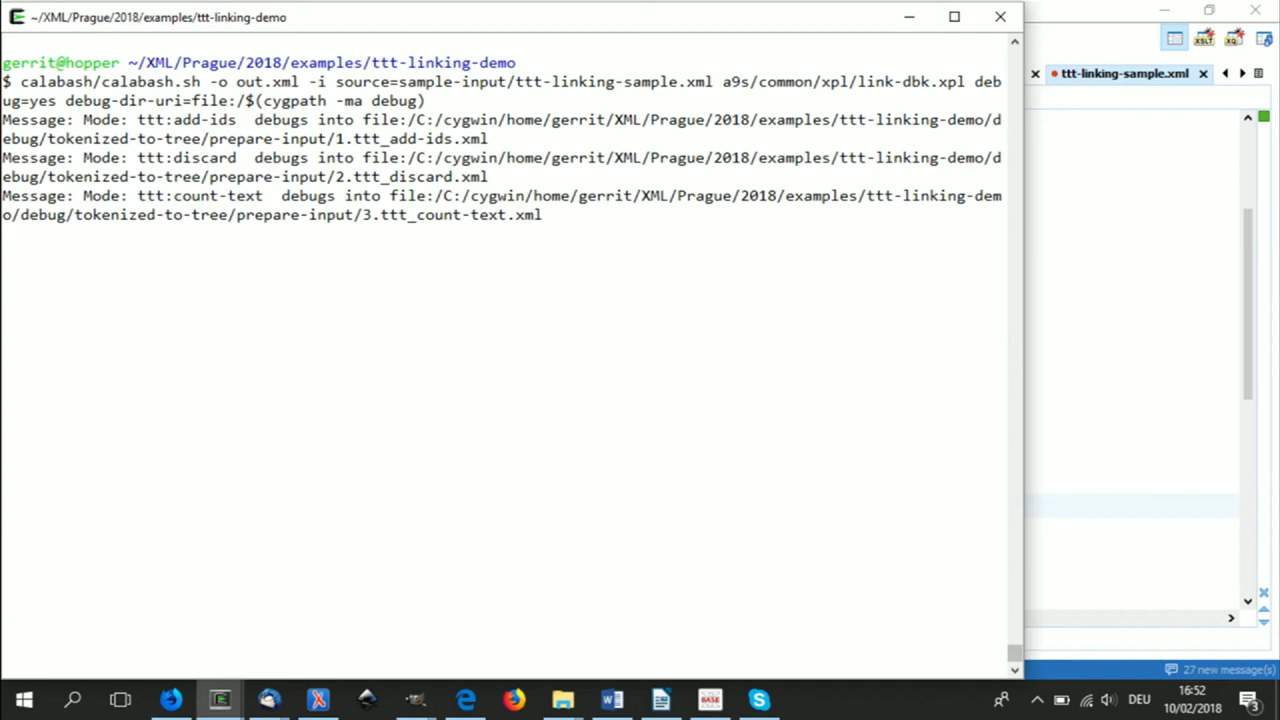 ~/XML/Prague/2018/examples/ttt-linking-demo
gerrit@hopper ~/XML/Prague/2018/examples/ttt-linking-demo
$ calabash/calabash.sh -o out.xml -i source=sample-input/ttt-linking-sample.xml a9s/common/xpl/link-dbk.xpl deb
ug=yes debug-dir-uri=file:/$(cygpath -ma debug)
Message: Mode: ttt:add-ids  debugs into file:/C:/cygwin/home/gerrit/XML/Prague/2018/examples/ttt-linking-demo/d
ebug/tokenized-to-tree/prepare-input/1.ttt_add-ids.xml
Message: Mode: ttt:discard  debugs into file:/C:/cygwin/home/gerrit/XML/Prague/2018/examples/ttt-linking-demo/d
ebug/tokenized-to-tree/prepare-input/2.ttt_discard.xml
Message: Mode: ttt:count-text  debugs into file:/C:/cygwin/home/gerrit/XML/Prague/2018/examples/ttt-linking-dem
o/debug/tokenized-to-tree/prepare-input/3.ttt_count-text.xml
XSLT
XQ
ttt-linking-sample.xml
27 new message(s)
BASE
DEU
16:52
10/02/2018
3